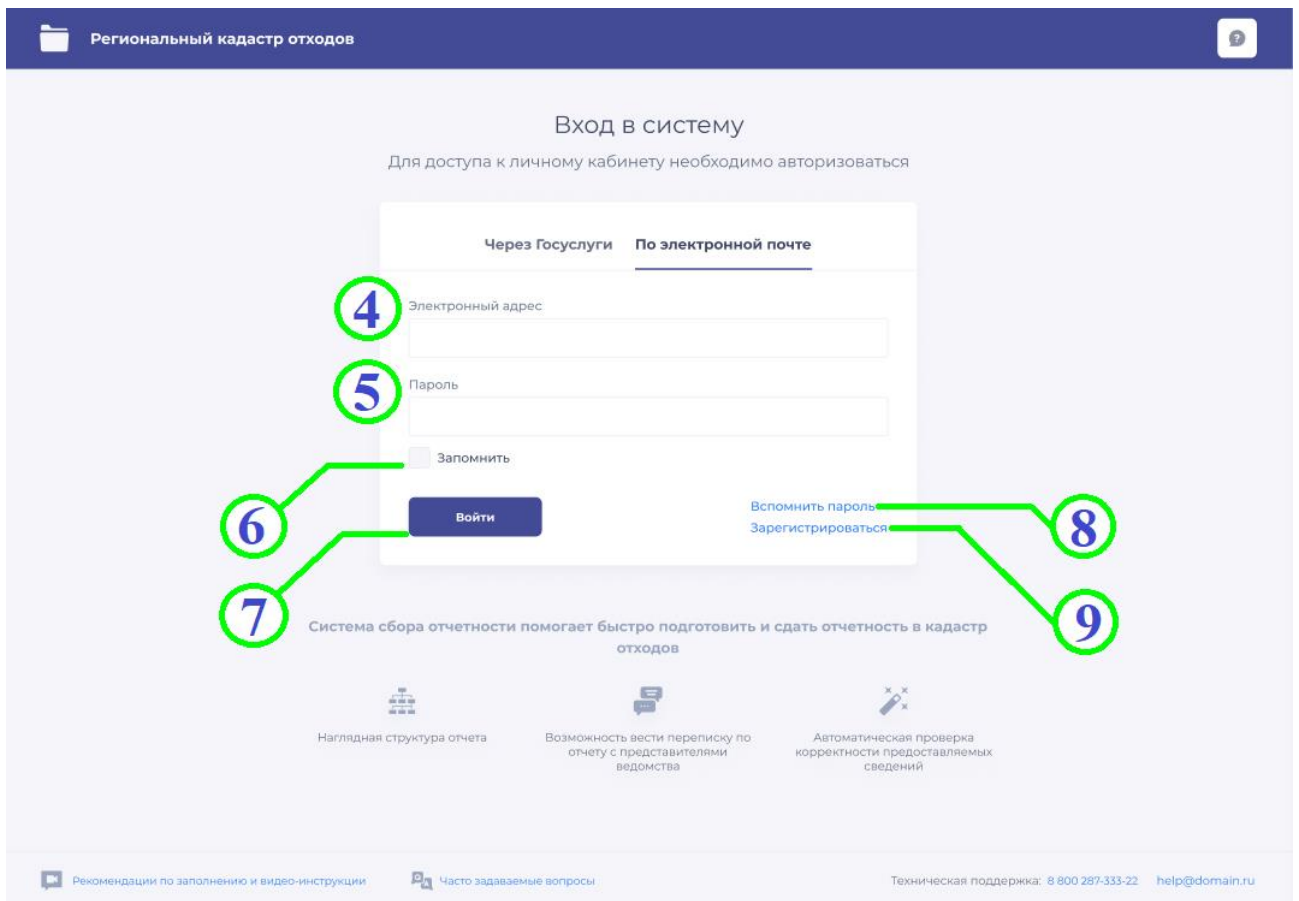 Региональный кадастр отходов
Вход в систему
Для доступа к личному кабинету необходимо авторизоваться
Через Госуслуги По электронной почте
4 Электронный адрес
5 Пароль
Запомнить
6 Войти Вспомнить пароль 8
Зарегистрироваться
7 9
Система сбора отчетности помогает быстро подготовить и сдать отчетность в кадастр
отходов
Наглядная структура отчета
Возможность вести переписку по
отчету с представителями
ведомства
Автоматическая проверка
корректности предоставляемых
сведений
Рекомендации по заполнению и видео-инструкции Часто задаваемые вопросы Техническая поддержка: 8 800 287-333-22 help@domain.ru